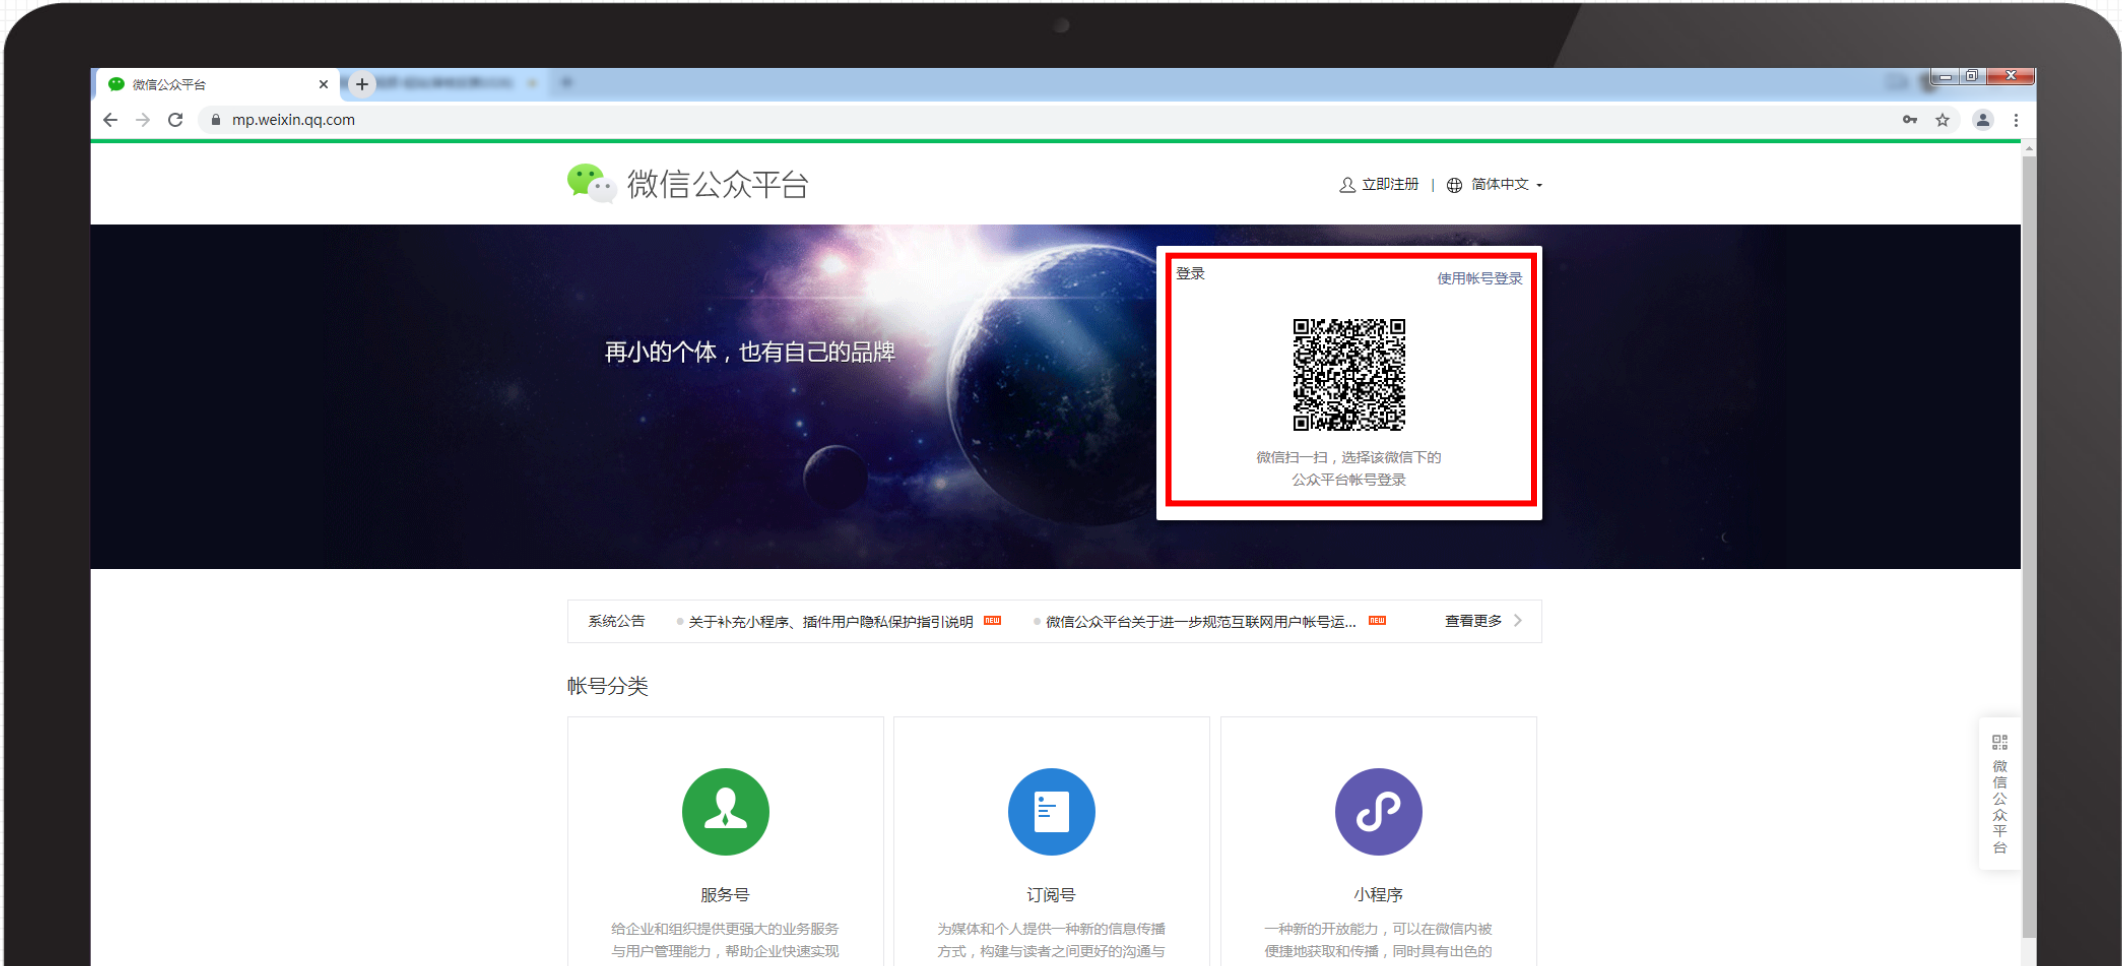 微信公众平台
mp.weixin.qq.com
微信公众平台
立即注册 | 简体中文
登录
使用帐号登录
再小的个体，也有自己的品牌
微信扫一扫，选择该微信下的
公众平台帐号登录
系统公告
关于补充小程序、插件用户隐私保护指引说明 NEW
微信公众平台关于进一步规范互联网用户帐号运... NEW
查看更多
帐号分类
服务号
给企业和组织提供更强大的业务服务
与用户管理能力，帮助企业快速实现
订阅号
为媒体和个人提供一种新的信息传播
方式，构建与读者之间更好的沟通与
小程序
一种新的开放能力，可以在微信内被
便捷地获取和传播，同时具有出色的
微信公众平台